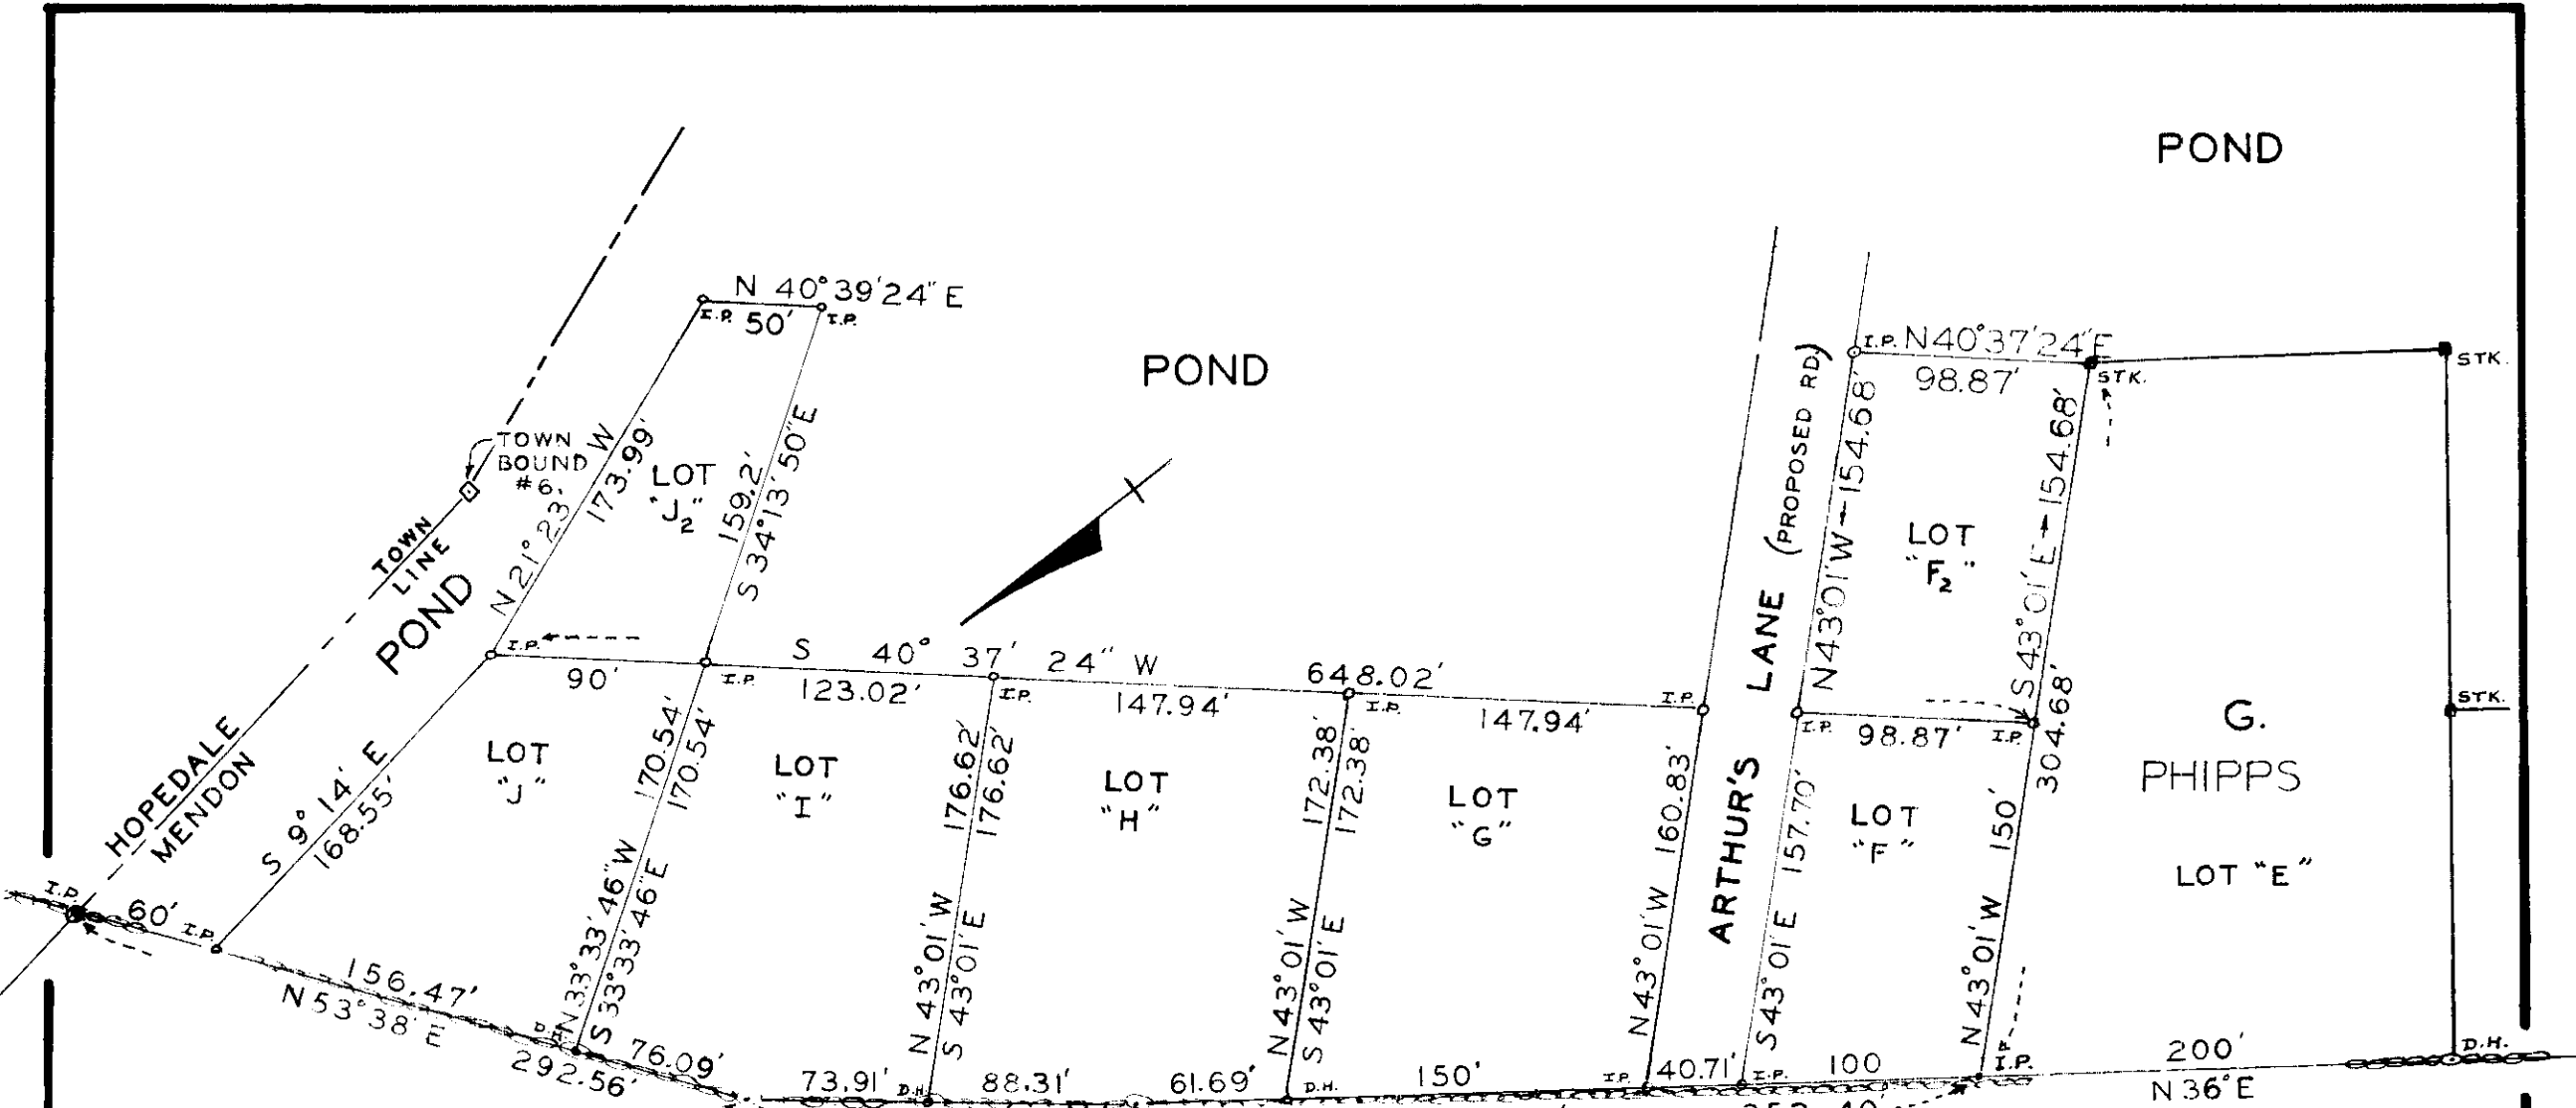 POND
N 40°39'24" E
I.P. 50' I.P.
POND
I.P. N40°37'24"E
98.87'
STK.
STK.
TOWN
BOUND
#6.
N 21° 23' W
173.99'
LOT
"J2"
159.2'
S 34°13'50"E
TOWN
LINE
POND
HOPEDALE
MENDON
ARTHUR'S LANE (PROPOSED RD.)
N43°01'W 154.68'
LOT
"F2"
S43°01'E 154.68'
304.68'
I.P.
90'
I.P.
S 40° 37' 24" W
648.02'
123.02'
I.P.
147.94'
I.P.
147.94'
I.P.
I.P.
98.87'
I.P.
STK.
G.
PHIPPS
LOT "E"
S 9° 14' E
168.55'
LOT
"J"
170.54'
170.54'
N33°33'46"W
S 33°33'46"E
LOT
"I"
176.62'
176.62'
N 43°01'W
S 43°01'E
LOT
"H"
172.38'
172.38'
N43°01'W
S43°01'E
LOT
"G"
160.83'
N43°01'W
157.70'
S43°01'E
LOT
"F"
150'
N43°01'W
I.P.
60'
I.P.
156.47'
N 53°38' E
292.56'
76.09'
73.91'
D.H.
88.31'
61.69'
D.H.
150'
I.P.
40.71'
I.P.
100
I.P.
200'
N 36° E
D.H.